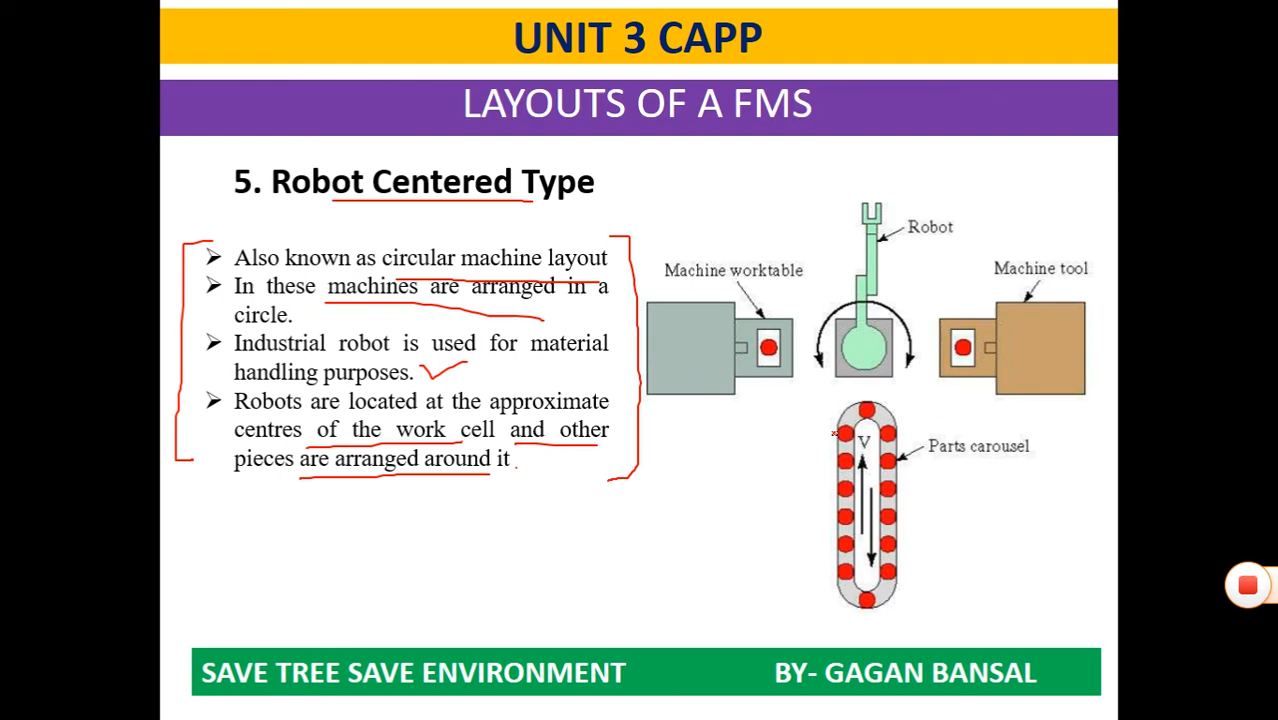 UNIT 3 CAPP
LAYOUTS OF A FMS
5. Robot Centered Type
➢ Also known as circular machine layout
➢ In these machines are arranged in a
circle.
➢ Industrial robot is used for material
handling purposes.
➢ Robots are located at the approximate
centres of the work cell and other
pieces are arranged around it
Robot
Machine worktable
Machine tool
V
Parts carousel
SAVE TREE SAVE ENVIRONMENT
BY- GAGAN BANSAL